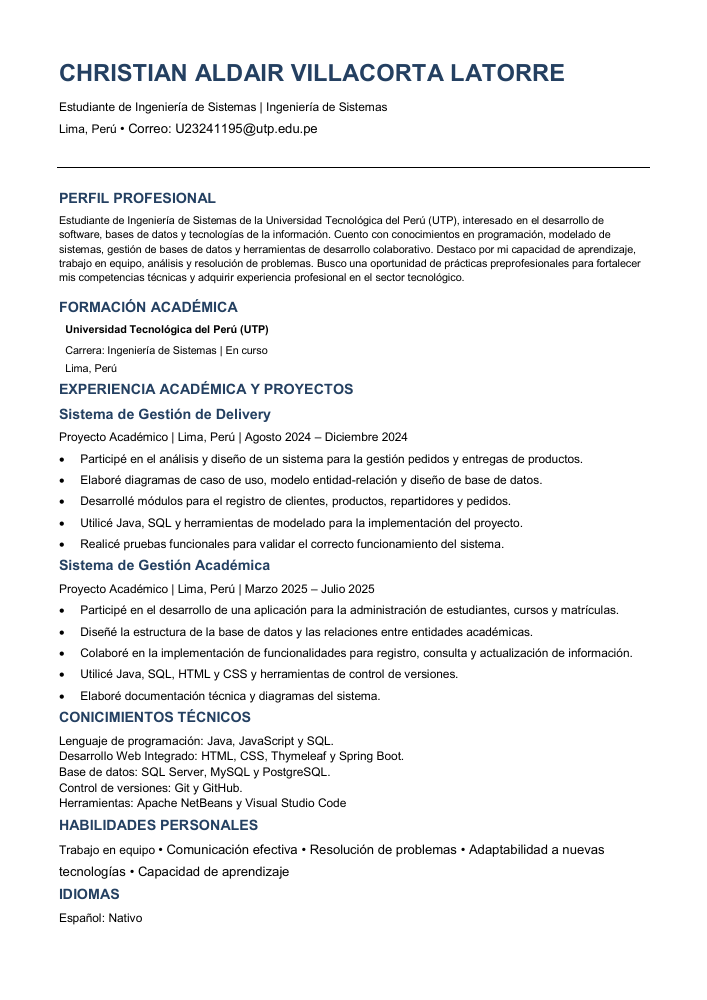 CHRISTIAN ALDAIR VILLACORTA LATORRE
Estudiante de Ingeniería de Sistemas | Ingeniería de Sistemas
Lima, Perú • Correo: U23241195@utp.edu.pe
PERFIL PROFESIONAL
Estudiante de Ingeniería de Sistemas de la Universidad Tecnológica del Perú (UTP), interesado en el desarrollo de
software, bases de datos y tecnologías de la información. Cuento con conocimientos en programación, modelado de
sistemas, gestión de bases de datos y herramientas de desarrollo colaborativo. Destaco por mi capacidad de aprendizaje,
trabajo en equipo, análisis y resolución de problemas. Busco una oportunidad de prácticas preprofesionales para fortalecer
mis competencias técnicas y adquirir experiencia profesional en el sector tecnológico.
FORMACIÓN ACADÉMICA
Universidad Tecnológica del Perú (UTP)
Carrera: Ingeniería de Sistemas | En curso
Lima, Perú
EXPERIENCIA ACADÉMICA Y PROYECTOS
Sistema de Gestión de Delivery
Proyecto Académico | Lima, Perú | Agosto 2024 – Diciembre 2024
• Participé en el análisis y diseño de un sistema para la gestión pedidos y entregas de productos.
• Elaboré diagramas de caso de uso, modelo entidad-relación y diseño de base de datos.
• Desarrollé módulos para el registro de clientes, productos, repartidores y pedidos.
• Utilicé Java, SQL y herramientas de modelado para la implementación del proyecto.
• Realicé pruebas funcionales para validar el correcto funcionamiento del sistema.
Sistema de Gestión Académica
Proyecto Académico | Lima, Perú | Marzo 2025 – Julio 2025
• Participé en el desarrollo de una aplicación para la administración de estudiantes, cursos y matrículas.
• Diseñé la estructura de la base de datos y las relaciones entre entidades académicas.
• Colaboré en la implementación de funcionalidades para registro, consulta y actualización de información.
• Utilicé Java, SQL, HTML y CSS y herramientas de control de versiones.
• Elaboré documentación técnica y diagramas del sistema.
CONICIMIENTOS TÉCNICOS
Lenguaje de programación: Java, JavaScript y SQL.
Desarrollo Web Integrado: HTML, CSS, Thymeleaf y Spring Boot.
Base de datos: SQL Server, MySQL y PostgreSQL.
Control de versiones: Git y GitHub.
Herramientas: Apache NetBeans y Visual Studio Code
HABILIDADES PERSONALES
Trabajo en equipo • Comunicación efectiva • Resolución de problemas • Adaptabilidad a nuevas
tecnologías • Capacidad de aprendizaje
IDIOMAS
Español: Nativo